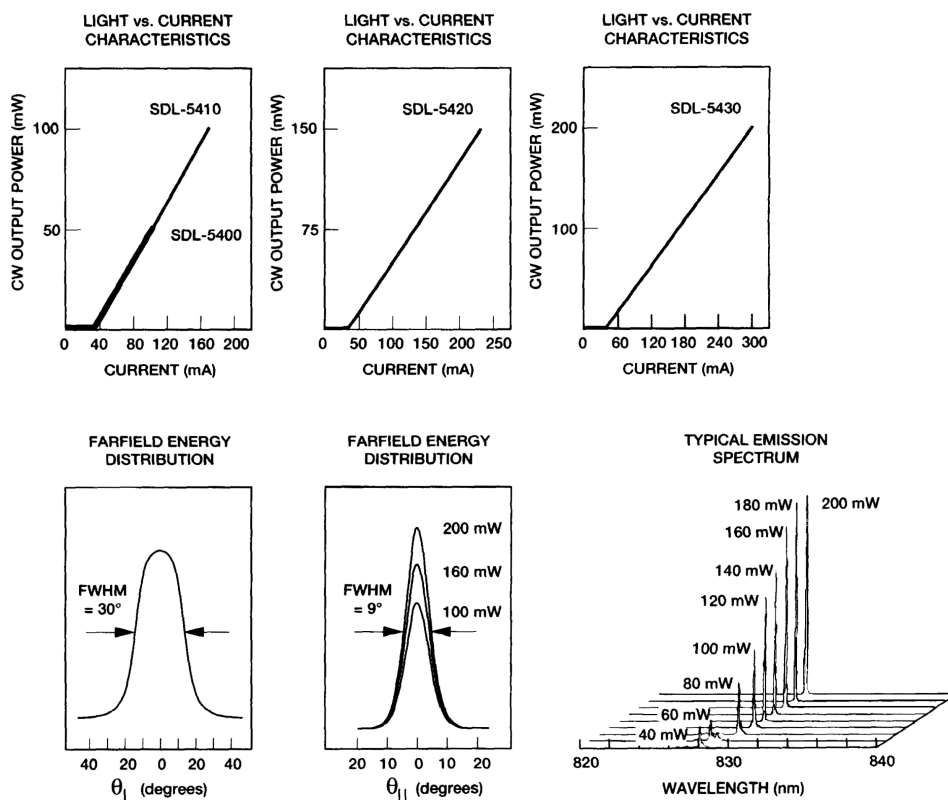 LIGHT vs. CURRENT
CHARACTERISTICS
CW OUTPUT POWER (mW)
100
50
SDL-5410
SDL-5400
0 40 80 120 160 200
CURRENT (mA)
LIGHT vs. CURRENT
CHARACTERISTICS
CW OUTPUT POWER (mW)
150
75
SDL-5420
0 50 100 150 200 250
CURRENT (mA)
LIGHT vs. CURRENT
CHARACTERISTICS
CW OUTPUT POWER (mW)
200
100
SDL-5430
0 60 120 180 240 300
CURRENT (mA)
FARFIELD ENERGY
DISTRIBUTION
FWHM
= 30°
40 20 0 20 40
θ⊥ (degrees)
FARFIELD ENERGY
DISTRIBUTION
200 mW
160 mW
100 mW
FWHM
= 9°
20 10 0 10 20
θ|| (degrees)
TYPICAL EMISSION
SPECTRUM
180 mW
200 mW
160 mW
140 mW
120 mW
100 mW
80 mW
60 mW
40 mW
820 830 840
WAVELENGTH (nm)